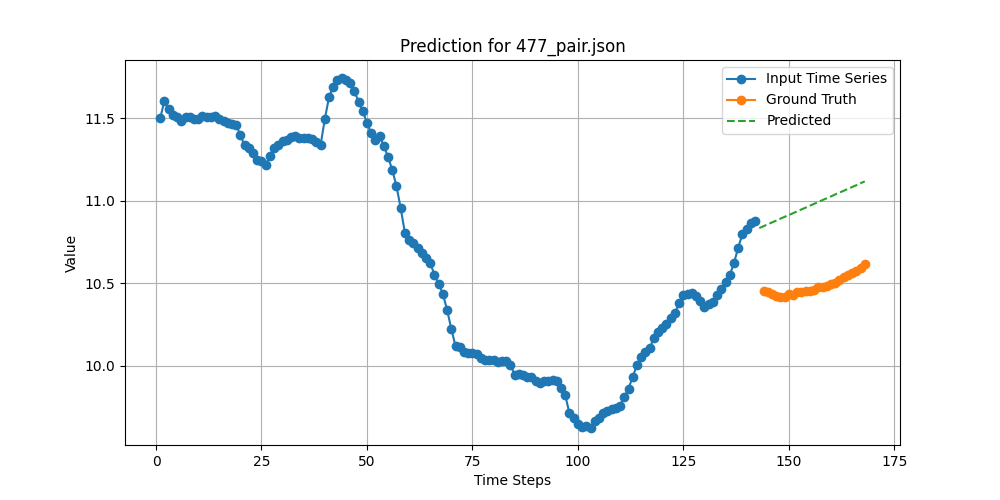 Prediction for 477_pair.json
Input Time Series
Ground Truth
Predicted
Value
11.5
11.0
10.5
10.0
0 25 50 75 100 125 150 175
Time Steps